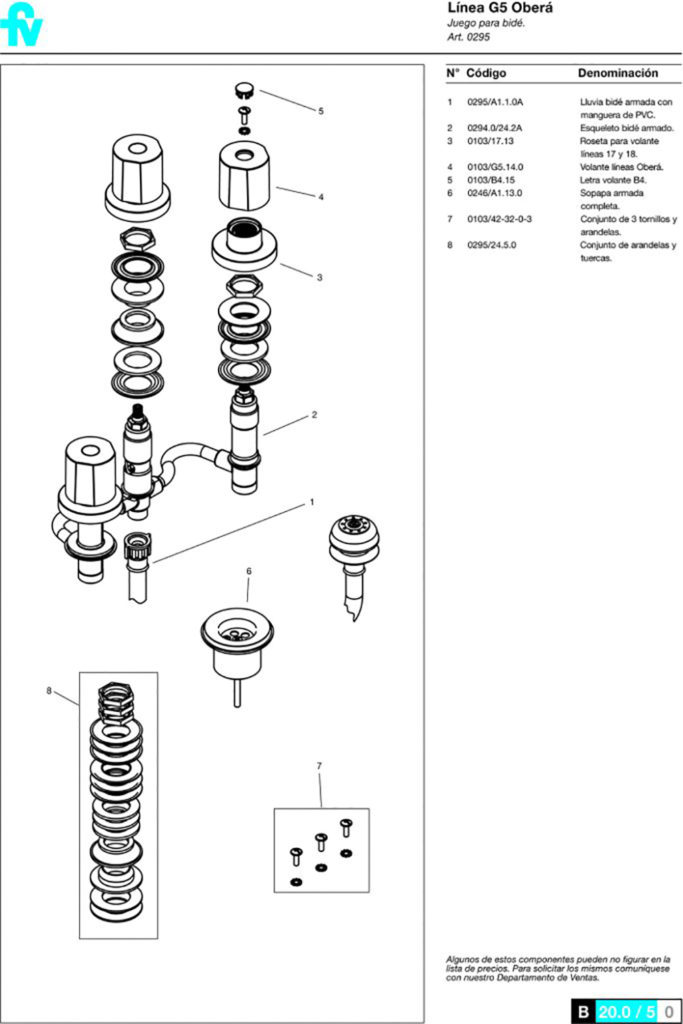 fv
Línea G5 Oberá
Juego para bidé.
Art. 0295
N° Código Denominación
1 0295/A1.1.0A Lluvia bidé armada con
manguera de PVC.
2 0294.0/24.2A Esqueleto bidé armado.
3 0103/17.13 Roseta para volante
líneas 17 y 18.
4 0103/G5.14.0 Volante líneas Oberá.
5 0103/B4.15 Letra volante B4.
6 0246/A1.13.0 Sopapa armada
completa.
7 0103/42-32-0-3 Conjunto de 3 tornillos y
arandelas.
8 0295/24.5.0 Conjunto de arandelas y
tuercas.
5
4
3
2
1
6
8
7
Algunos de estos componentes pueden no figurar en la
lista de precios. Para solicitar los mismos comuníquese
con nuestro Departamento de Ventas.
B 20.0 / 5 0